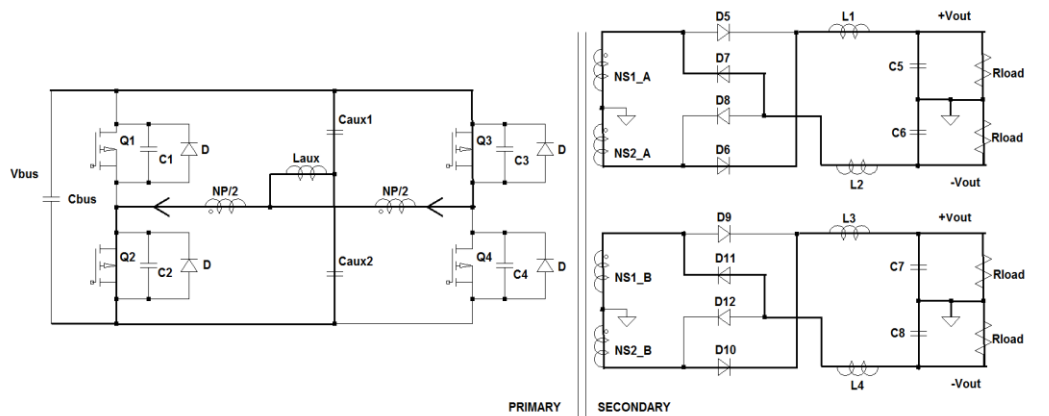 Vbus
Cbus
Q1
C1
D
Q2
C2
D
NP/2
Laux
Caux1
Caux2
NP/2
Q3
C3
D
Q4
C4
D
PRIMARY
SECONDARY
NS1_A
NS2_A
D5
D7
D8
D6
L1
L2
C5
C6
+Vout
Rload
Rload
-Vout
NS1_B
NS2_B
D9
D11
D12
D10
L3
L4
C7
C8
+Vout
Rload
Rload
-Vout